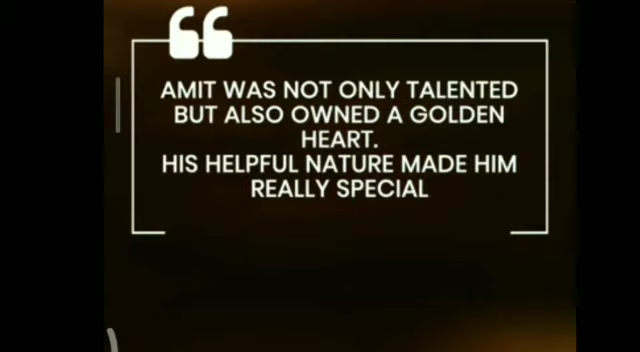 AMIT WAS NOT ONLY TALENTED
BUT ALSO OWNED A GOLDEN
HEART.
HIS HELPFUL NATURE MADE HIM
REALLY SPECIAL